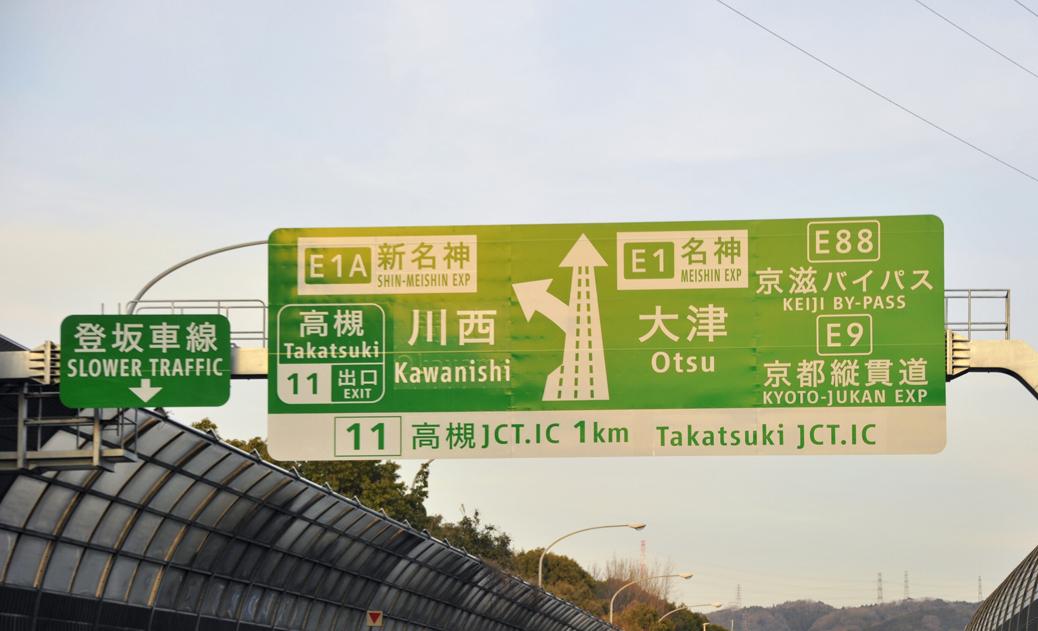 登坂車線
SLOWER TRAFFIC
E1A 新名神
SHIN-MEISHIN EXP
高槻
Takatsuki
11 出口
EXIT
川西
Kawanishi
E1 名神
MEISHIN EXP
大津
Otsu
E88
京滋バイパス
KEIJI BY-PASS
E9
京都縦貫道
KYOTO-JUKAN EXP
11 高槻JCT.IC 1km Takatsuki JCT.IC